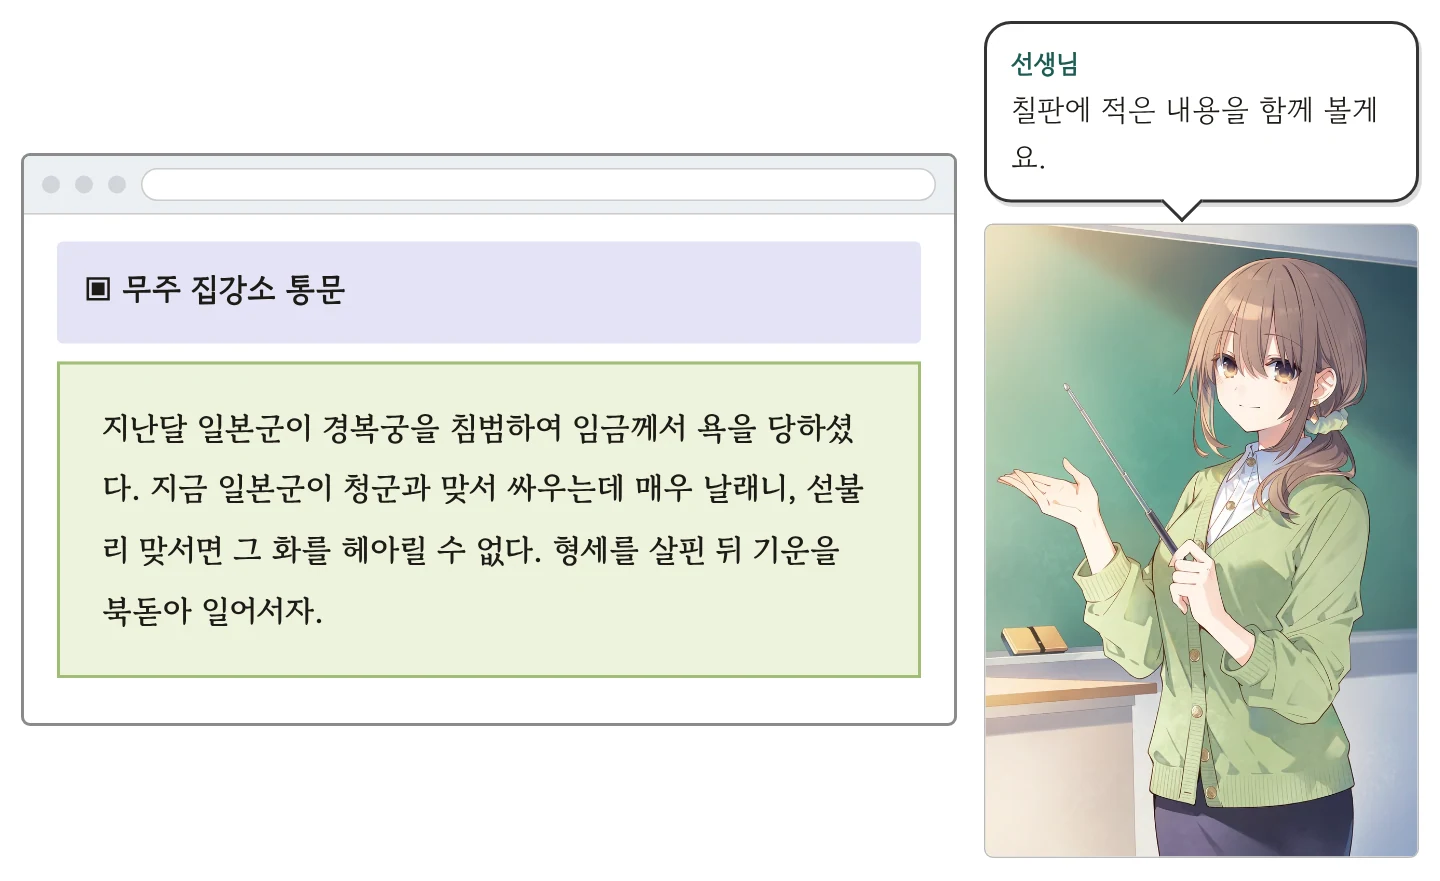 선생님
칠판에 적은 내용을 함께 볼게
요.
▣ 무주 집강소 통문
지난달 일본군이 경복궁을 침범하여 임금께서 욕을 당하셨
다. 지금 일본군이 청군과 맞서 싸우는데 매우 날래니, 섣불
리 맞서면 그 화를 헤아릴 수 없다. 형세를 살핀 뒤 기운을
북돋아 일어서자.